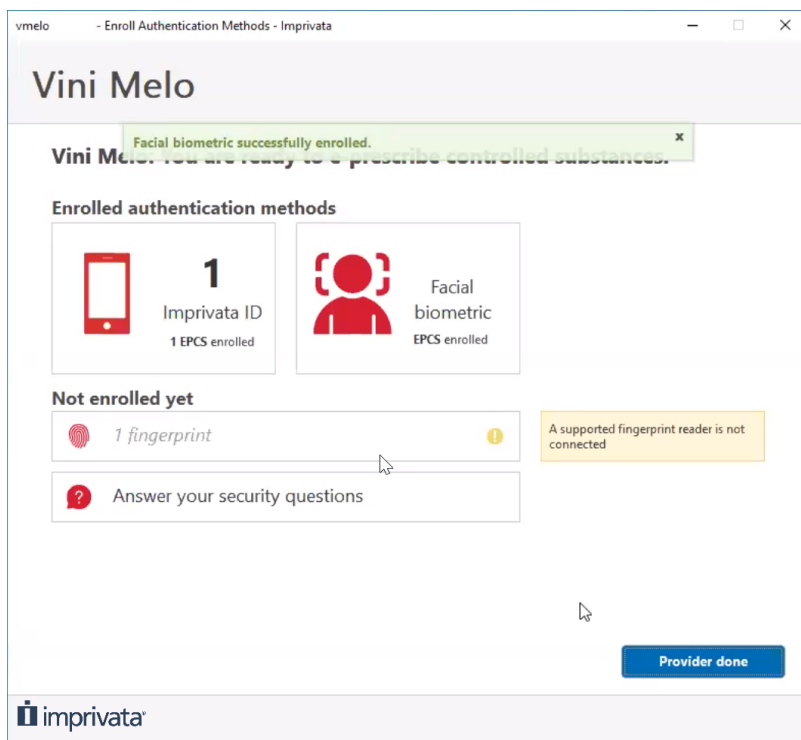 vmelo - Enroll Authentication Methods - Imprivata
Vini Melo
Facial biometric successfully enrolled. x
Vini Melo: You are ready to e-prescribe controlled substances.
Enrolled authentication methods
1
Imprivata ID
1 EPCS enrolled
Facial
biometric
EPCS enrolled
Not enrolled yet
1 fingerprint
A supported fingerprint reader is not
connected
Answer your security questions
Provider done
imprivata®